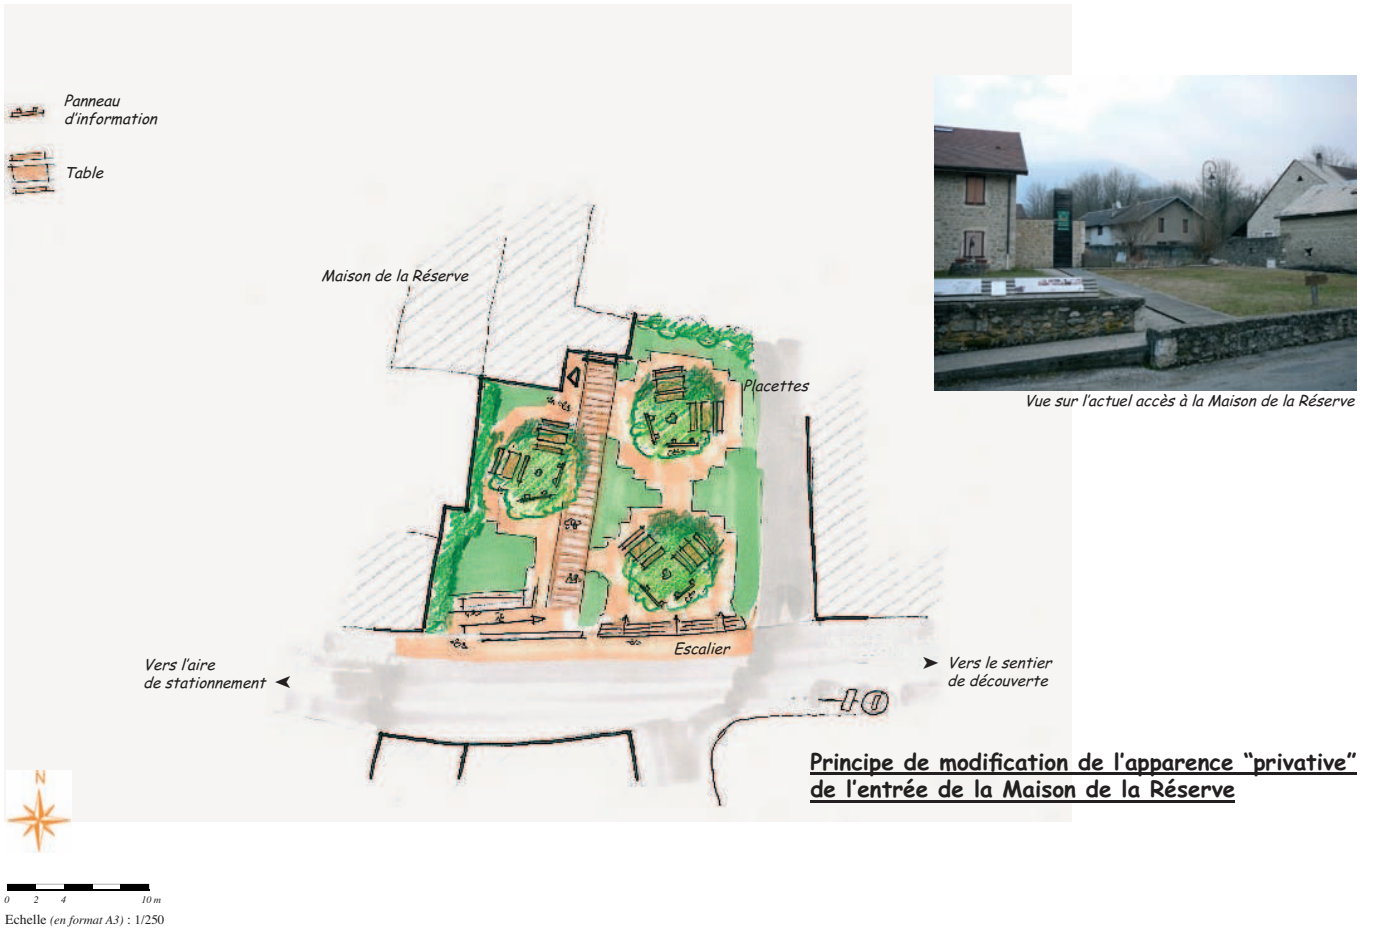 Panneau
d'information
Table
Maison de la Réserve
Placettes
Vue sur l'actuel accès à la Maison de la Réserve
Escalier
Vers l'aire
de stationnement
Vers le sentier
de découverte
Principe de modification de l'apparence “privative”
de l'entrée de la Maison de la Réserve
N
0 2 4 10 m
Echelle (en format A3) : 1/250